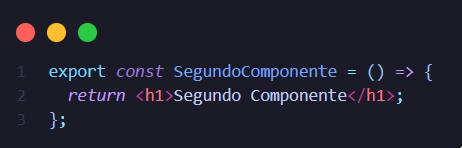 1 export const SegundoComponente = () => {
2   return <h1>Segundo Componente</h1>;
3 };